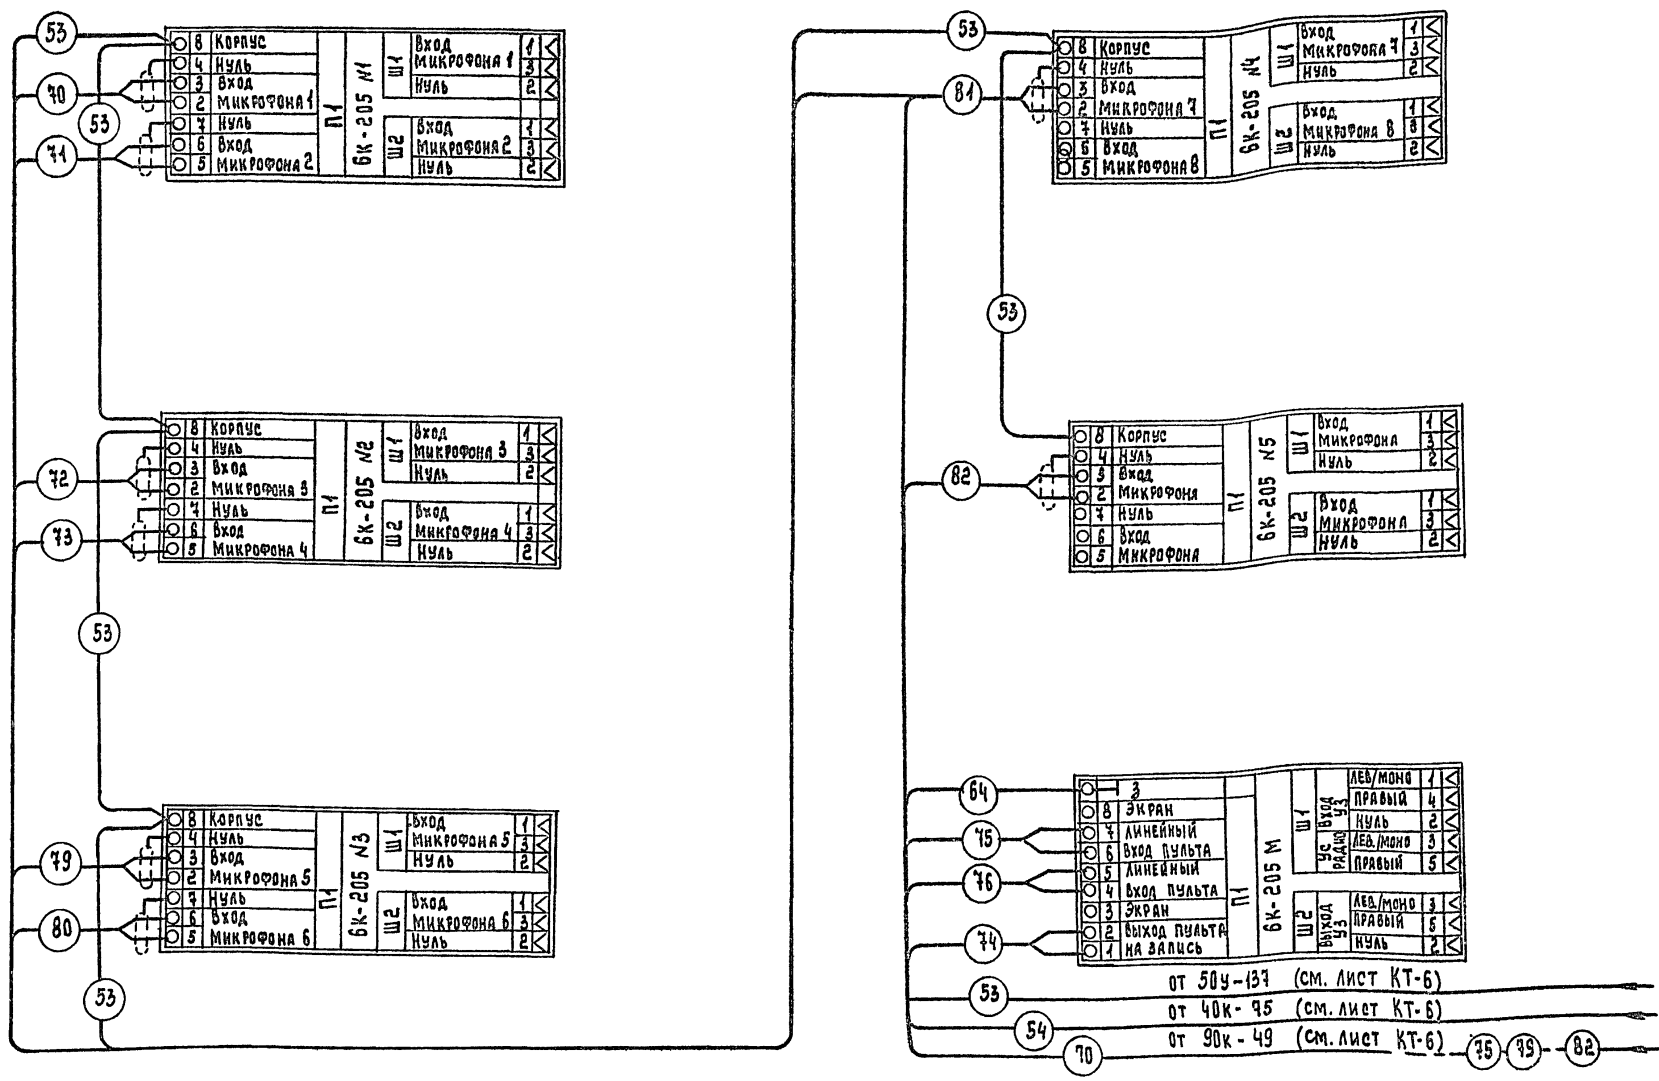 53
8 КОРПУС
4 НУЛЬ
3 ВХОД
2 МИКРОФОНА 1
7 НУЛЬ
6 ВХОД
5 МИКРОФОНА 2
П1
6К-205 N1
Ш1
ВХОД 1
МИКРОФОНА 1 3
НУЛЬ 2
Ш2
ВХОД 1
МИКРОФОНА 2 3
НУЛЬ 2
70
53
71
8 КОРПУС
4 НУЛЬ
3 ВХОД
2 МИКРОФОНА 3
7 НУЛЬ
6 ВХОД
5 МИКРОФОНА 4
П1
6К-205 N2
Ш1
ВХОД 1
МИКРОФОНА 3 3
НУЛЬ 2
Ш2
ВХОД 1
МИКРОФОНА 4 3
НУЛЬ 2
72
73
53
8 КОРПУС
4 НУЛЬ
3 ВХОД
2 МИКРОФОНА 5
7 НУЛЬ
6 ВХОД
5 МИКРОФОНА 6
П1
6К-205 N3
Ш1
ВХОД 1
МИКРОФОНА 5 3
НУЛЬ 2
Ш2
ВХОД 1
МИКРОФОНА 6 3
НУЛЬ 2
79
80
53
53
8 КОРПУС
4 НУЛЬ
3 ВХОД
2 МИКРОФОНА 7
7 НУЛЬ
6 ВХОД
5 МИКРОФОНА 8
П1
6К-205 N4
Ш1
ВХОД 1
МИКРОФОНА 7 3
НУЛЬ 2
Ш2
ВХОД 1
МИКРОФОНА 8 3
НУЛЬ 2
81
53
8 КОРПУС
4 НУЛЬ
3 ВХОД
2 МИКРОФОНА
7 НУЛЬ
6 ВХОД
5 МИКРОФОНА
П1
6К-205 N5
Ш1
ВХОД 1
МИКРОФОНА 3
НУЛЬ 2
Ш2
ВХОД 1
МИКРОФОНА 3
НУЛЬ 2
82
64
З
8 ЭКРАН
7 ЛИНЕЙНЫЙ
6 ВХОД ПУЛЬТА
5 ЛИНЕЙНЫЙ
4 ВХОД ПУЛЬТА
3 ЭКРАН
2 ВЫХОД ПУЛЬТА
1 НА ЗАПИСЬ
П1
6К-205 М
Ш1
ВХОД УЗ
ЛЕВ/МОНО 1
ПРАВЫЙ 4
НУЛЬ 2
УС РАДИО
ЛЕВ./МОНО 3
ПРАВЫЙ 5
Ш2
ВЫХОД УЗ
ЛЕВ/МОНО 3
ПРАВЫЙ 5
НУЛЬ 2
75
76
74
53 ОТ 50У-137 (СМ. ЛИСТ КТ-6)
54 ОТ 40К-75 (СМ. ЛИСТ КТ-6)
70 ОТ 90К-49 (СМ. ЛИСТ КТ-6) 75 79 82